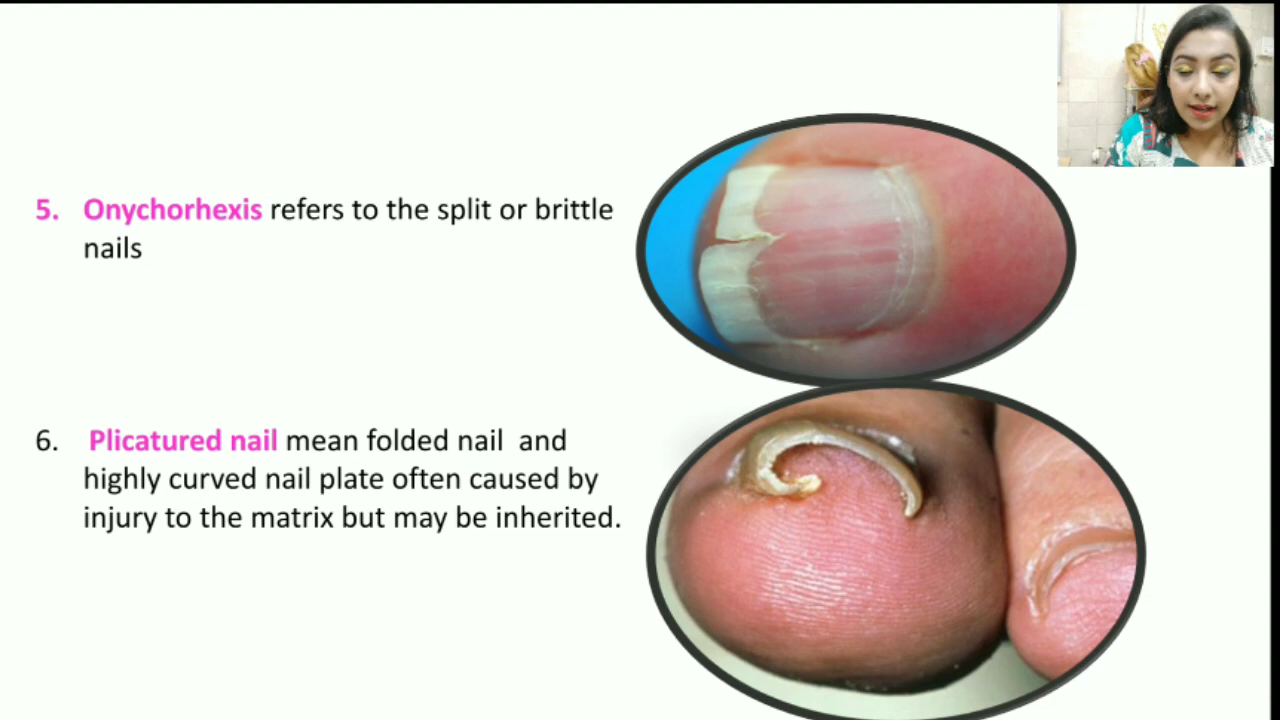 5. Onychorhexis refers to the split or brittle
nails
6. Plicatured nail mean folded nail and
highly curved nail plate often caused by
injury to the matrix but may be inherited.